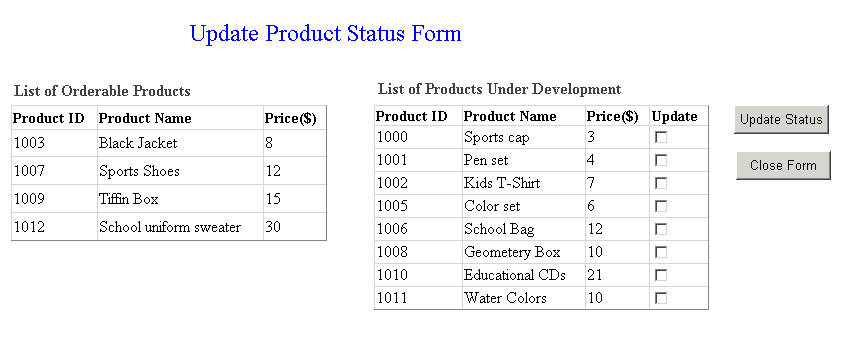 Update Product Status Form
List of Orderable Products
Product ID Product Name Price($)
1003 Black Jacket 8
1007 Sports Shoes 12
1009 Tiffin Box 15
1012 School uniform sweater 30
List of Products Under Development
Product ID Product Name Price($) Update
1000 Sports cap 3
1001 Pen set 4
1002 Kids T-Shirt 7
1005 Color set 6
1006 School Bag 12
1008 Geometery Box 10
1010 Educational CDs 21
1011 Water Colors 10
Update Status
Close Form